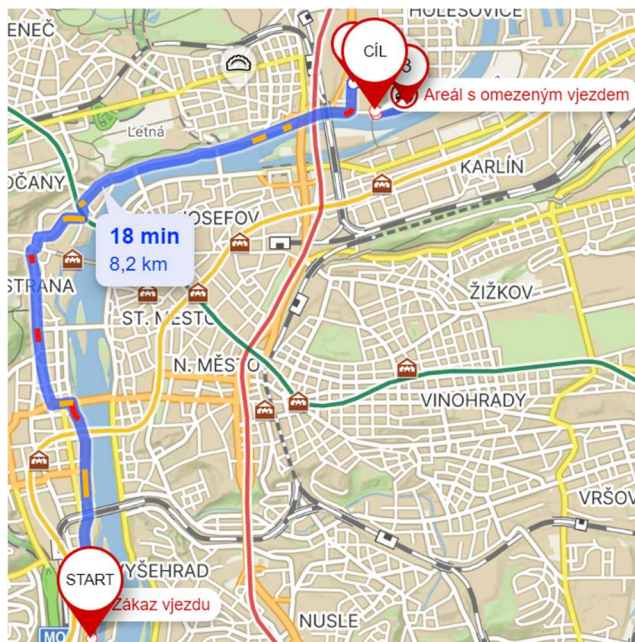 HOLEŠOVICE
ENEČ
CÍL
3
Areál s omezeným vjezdem
Letná
KARLÍN
OČANY
JOSEFOV
18 min
8,2 km
STRANA
ŽIŽKOV
ST. MĚSTO
N. MĚSTO
VINOHRADY
VRŠOV
VYŠEHRAD
START
Zákaz vjezdu
NUSLE
MO